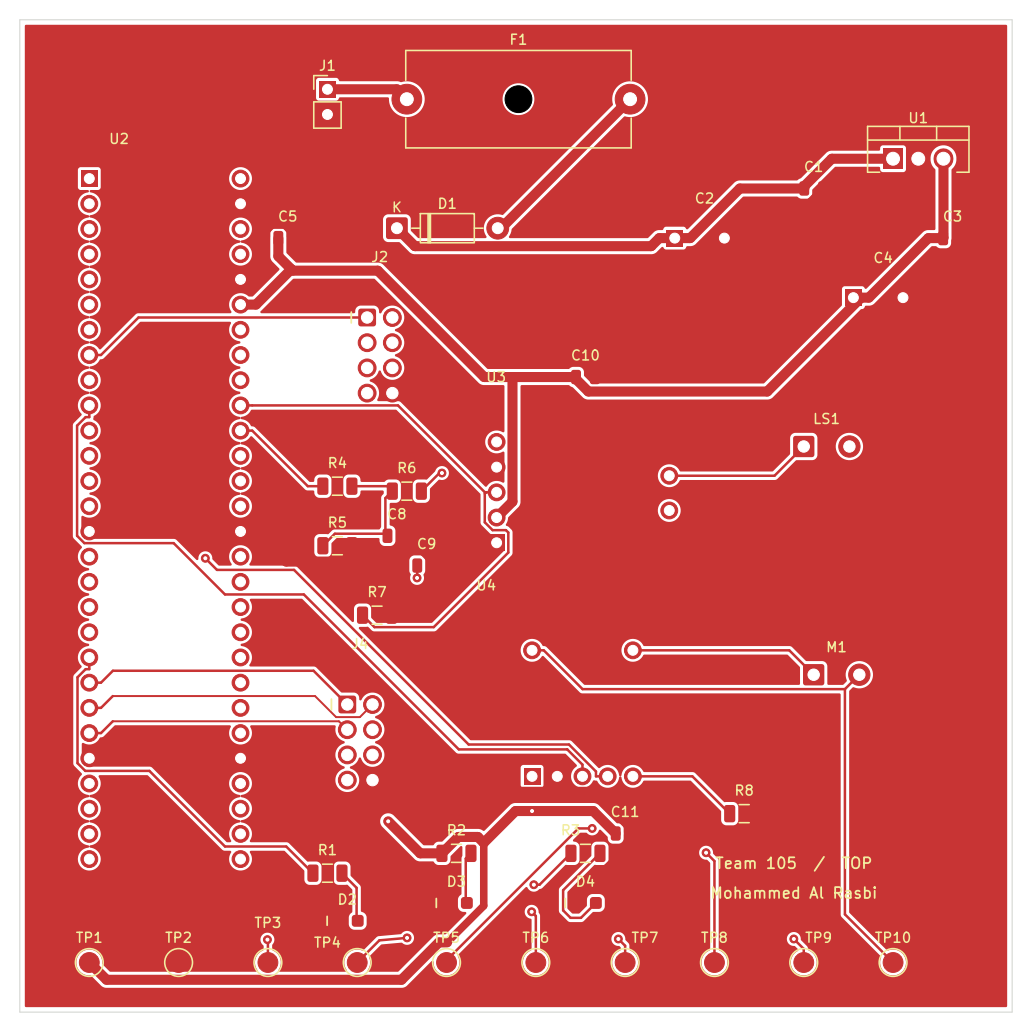 F1
J1
U1
U2
C1
C2
K
D1
C5
C3
J2
C4
C10
U3
LS1
R4
R6
C8
R5
C9
U4
R7
M1
R8
C11
R2
R3
R1
Team 105 / TOP
D3
D4
Mohammed Al Rasbi
D2
TP3
TP1
TP2
TP4
TP5
TP6
TP7
TP8
TP9
TP10